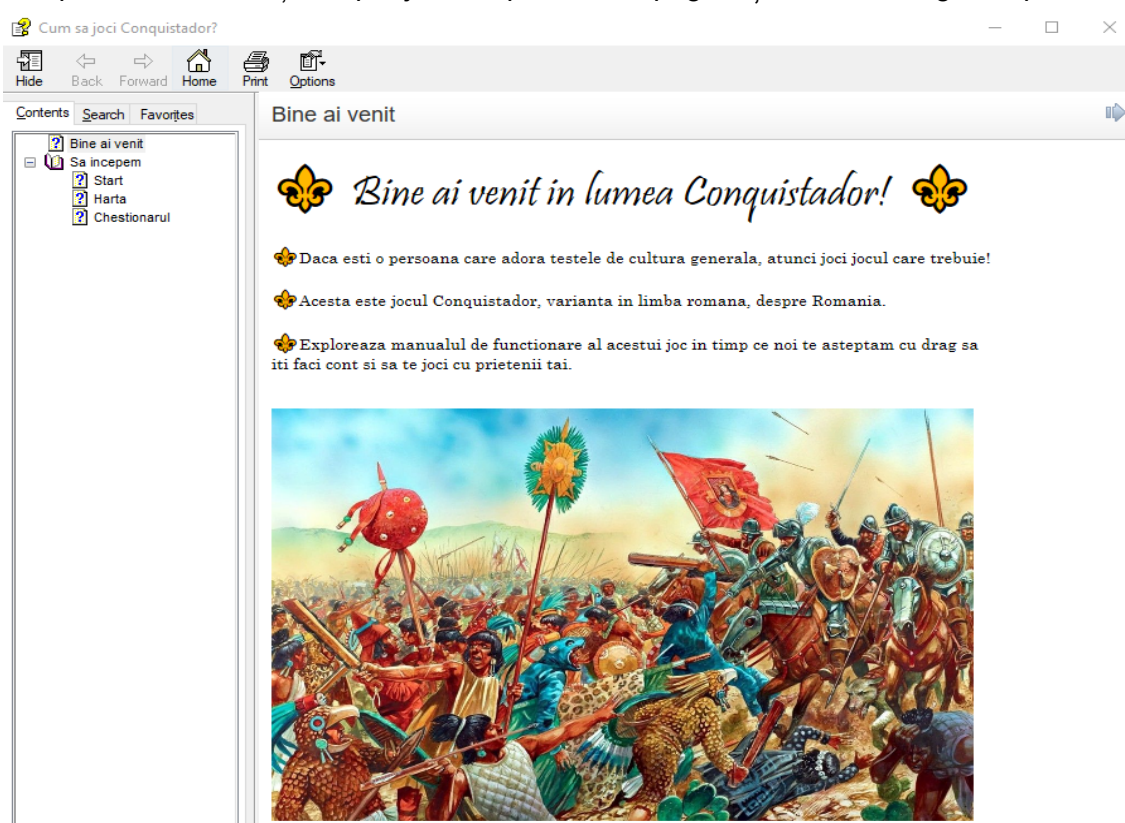 Cum sa joci Conquistador?
Hide Back Forward Home Print Options
Contents Search Favorites
Bine ai venit
Sa incepem
Start
Harta
Chestionarul
Bine ai venit
Bine ai venit in lumea Conquistador!
Daca esti o persoana care adora testele de cultura generala, atunci joci jocul care trebuie!
Acesta este jocul Conquistador, varianta in limba romana, despre Romania.
Exploreaza manualul de functionare al acestui joc in timp ce noi te asteptam cu drag sa
iti faci cont si sa te joci cu prietenii tai.